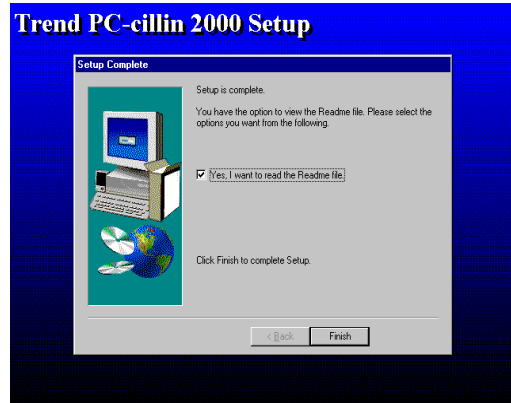 Trend PC-cillin 2000 Setup
Setup Complete
Setup is complete.
You have the option to view the Readme file. Please select the
options you want from the following.
Yes, I want to read the Readme file.
Click Finish to complete Setup.
< Back
Finish